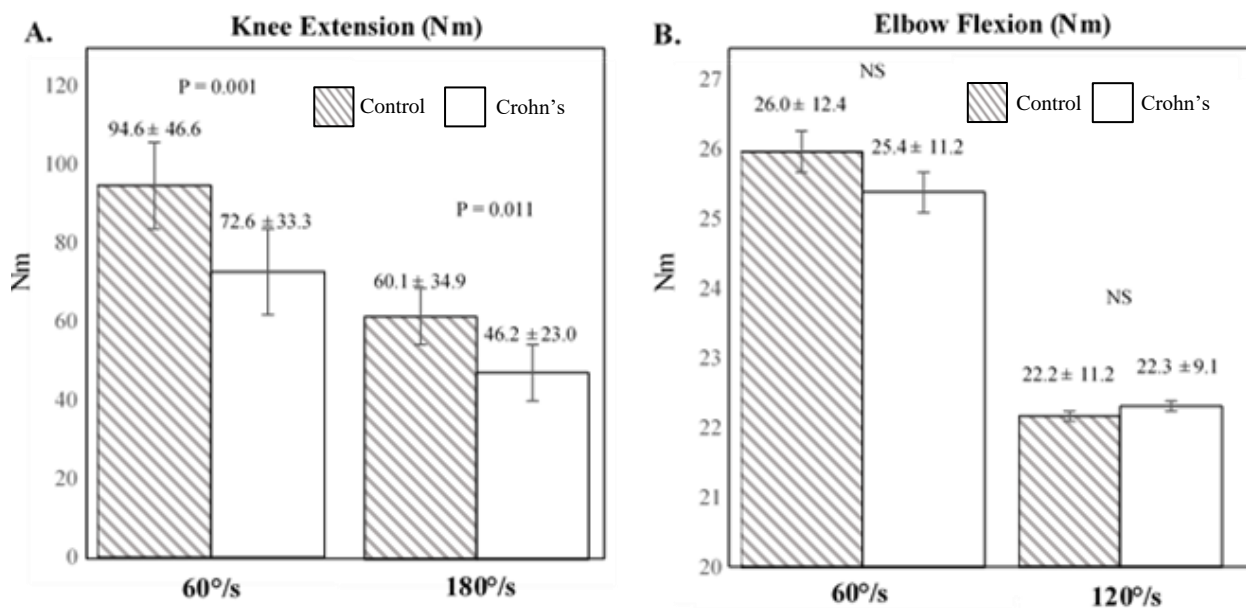 A.
Knee Extension (Nm)
P = 0.001
Control
Crohn's
94.6 ± 46.6
72.6 ± 33.3
P = 0.011
60.1 ± 34.9
46.2 ± 23.0
Nm
120
100
80
60
40
20
0
60°/s
180°/s
B.
Elbow Flexion (Nm)
NS
Control
Crohn's
26.0 ± 12.4
25.4 ± 11.2
NS
22.2 ± 11.2
22.3 ± 9.1
Nm
27
26
25
24
23
22
21
20
60°/s
120°/s